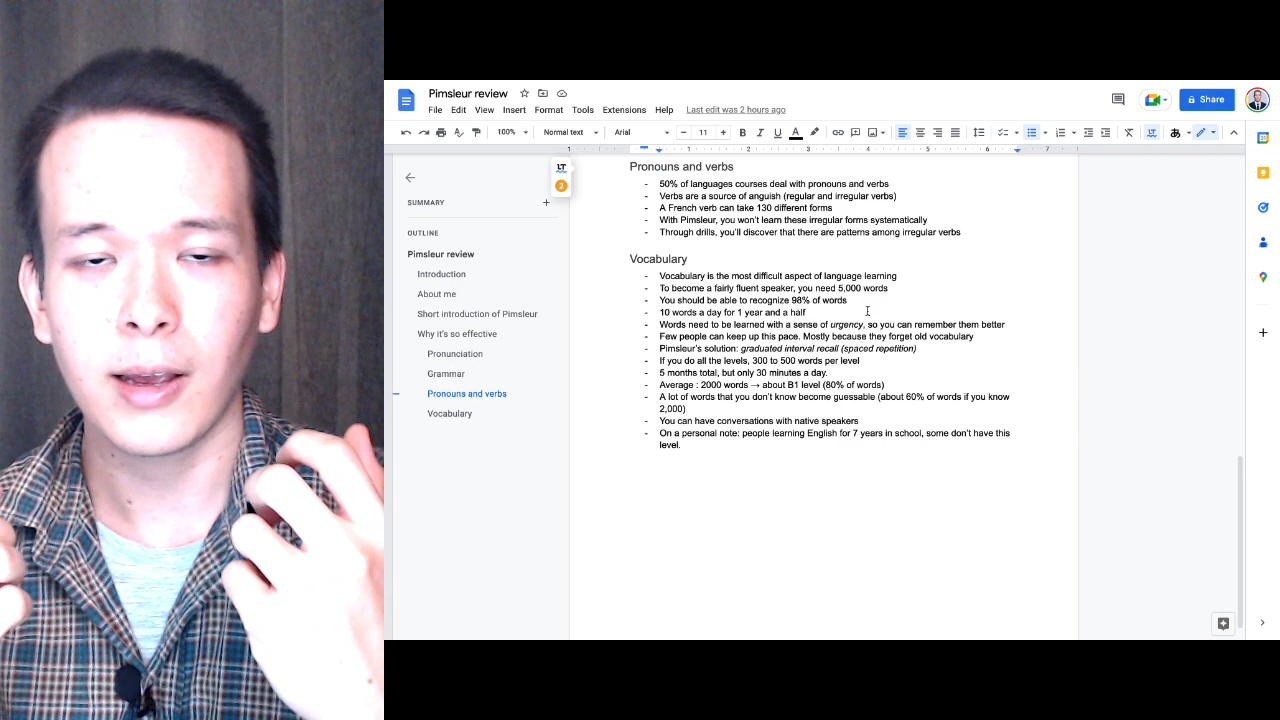 Pimsleur review
File Edit View Insert Format Tools Extensions Help Last edit was 2 hours ago
Share
100% Normal text Arial 11
1 1 2 3 4 5 6 7
SUMMARY
OUTLINE
Pimsleur review
Introduction
About me
Short introduction of Pimsleur
Why it's so effective
Pronunciation
Grammar
Pronouns and verbs
Vocabulary
LT
2
Pronouns and verbs
- 50% of languages courses deal with pronouns and verbs
- Verbs are a source of anguish (regular and irregular verbs)
- A French verb can take 130 different forms
- With Pimsleur, you won't learn these irregular forms systematically
- Through drills, you'll discover that there are patterns among irregular verbs
Vocabulary
- Vocabulary is the most difficult aspect of language learning
- To become a fairly fluent speaker, you need 5,000 words
- You should be able to recognize 98% of words
- 10 words a day for 1 year and a half
- Words need to be learned with a sense of urgency, so you can remember them better
- Few people can keep up this pace. Mostly because they forget old vocabulary
- Pimsleur's solution: graduated interval recall (spaced repetition)
- If you do all the levels, 300 to 500 words per level
- 5 months total, but only 30 minutes a day.
- Average : 2000 words → about B1 level (80% of words)
- A lot of words that you don't know become guessable (about 60% of words if you know
2,000)
- You can have conversations with native speakers
- On a personal note: people learning English for 7 years in school, some don't have this
level.